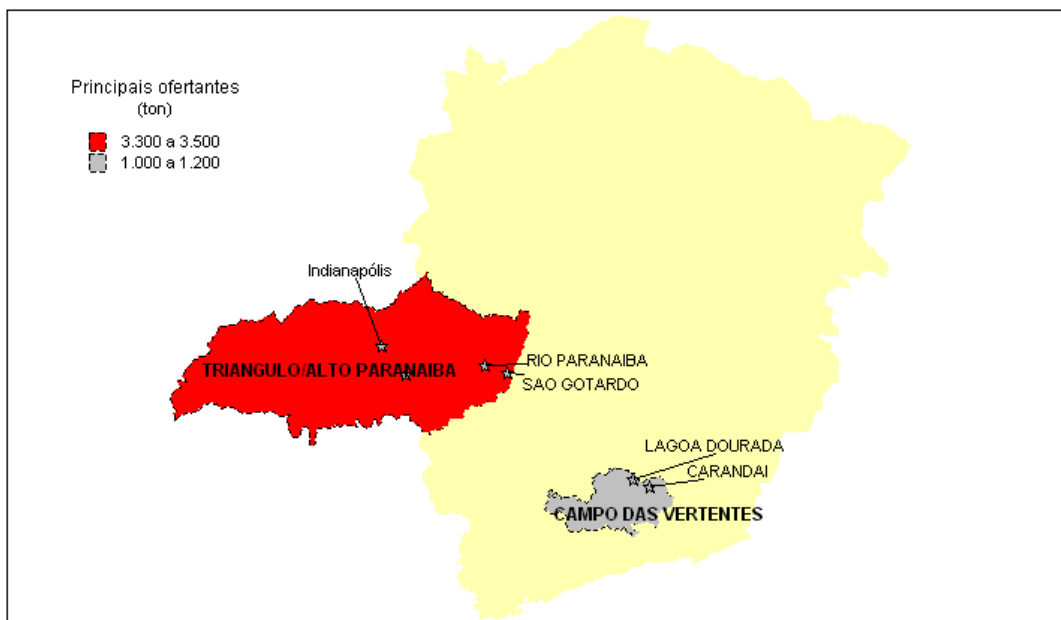 Principais ofertantes
(ton)
3.300 a 3.500
1.000 a 1.200
Indianapólis
TRIANGULO/ALTO PARANAIBA
RIO PARANAIBA
SAO GOTARDO
LAGOA DOURADA
CARANDAI
CAMPO DAS VERTENTES